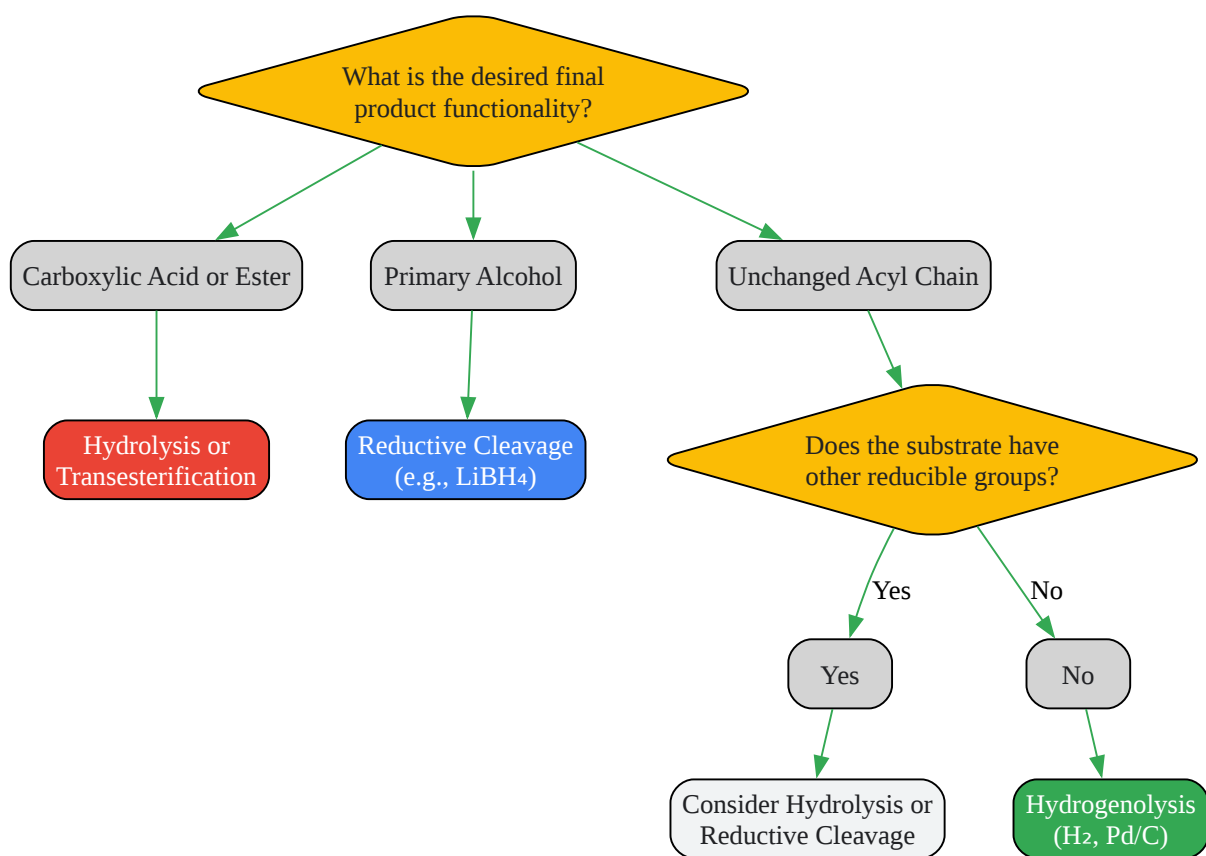 What is the desired final
product functionality?
Carboxylic Acid or Ester
Primary Alcohol
Unchanged Acyl Chain
Hydrolysis or
Transesterification
Reductive Cleavage
(e.g., LiBH₄)
Does the substrate have
other reducible groups?
Yes
No
Yes
No
Consider Hydrolysis or
Reductive Cleavage
Hydrogenolysis
(H₂, Pd/C)